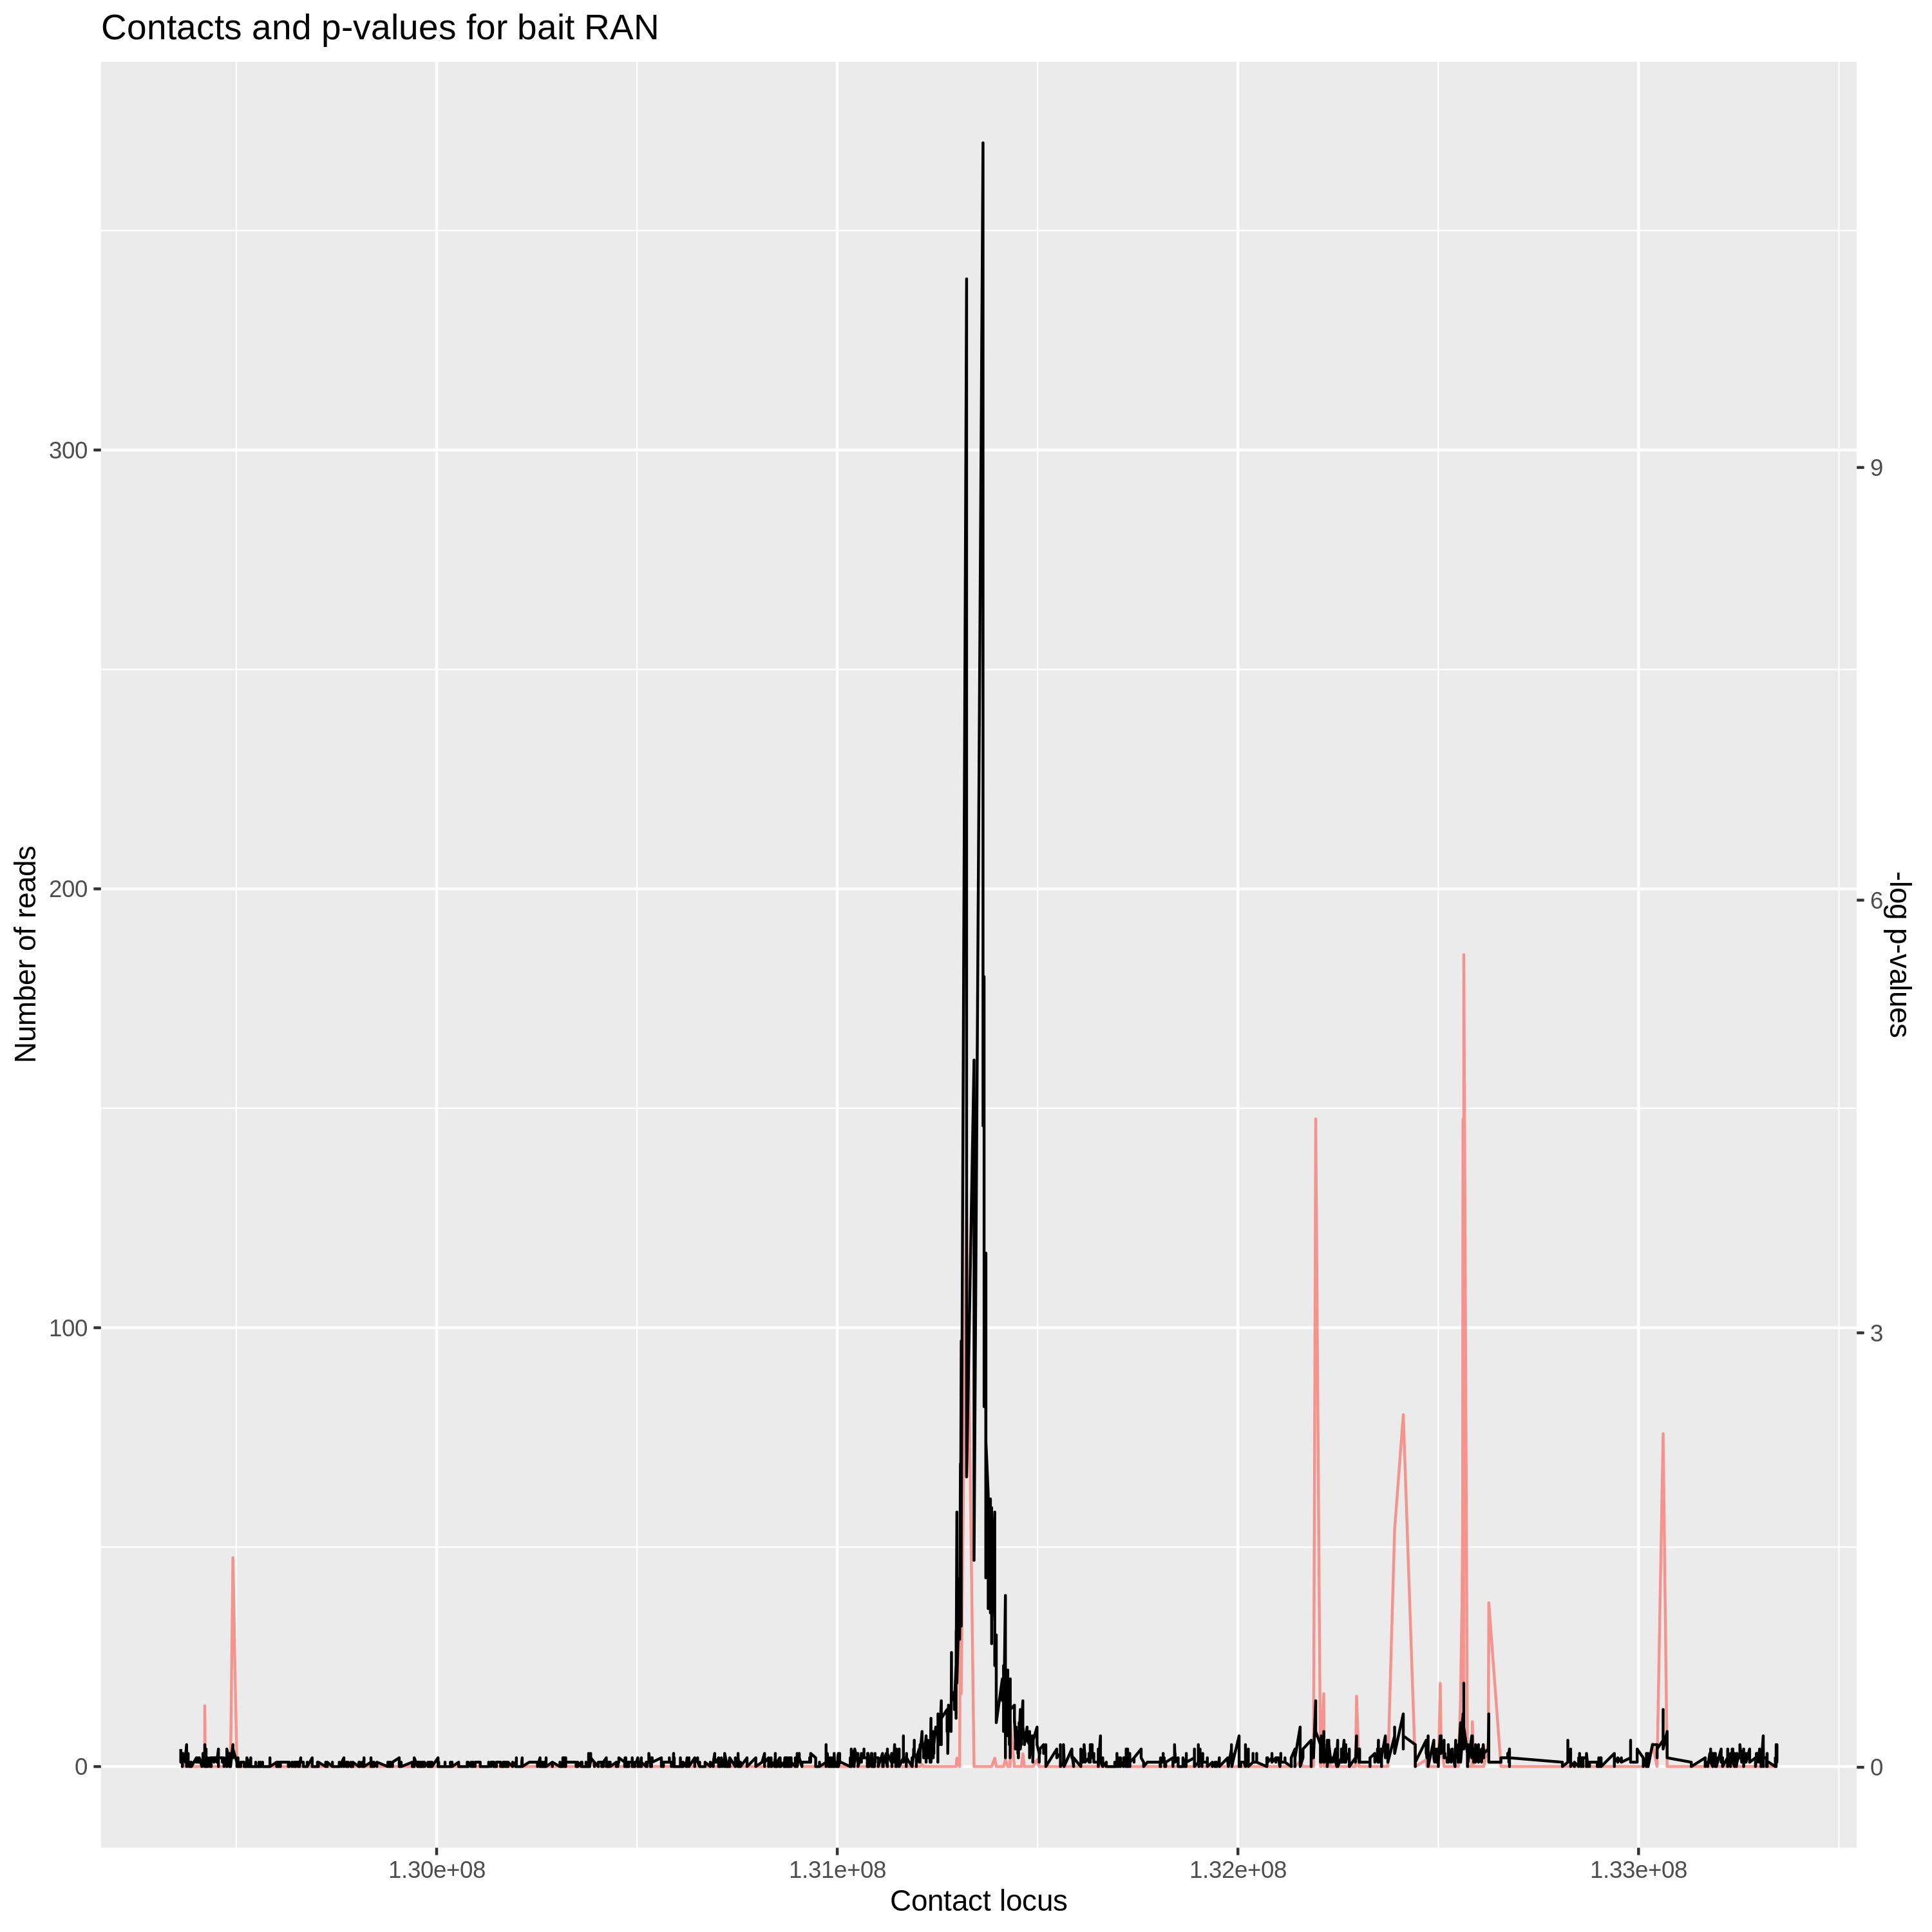 Contacts and p-values for bait RAN
Number of reads
300
200
100
0
9
6
3
0
-log p-values
1.30e+08
1.31e+08
1.32e+08
1.33e+08
Contact locus